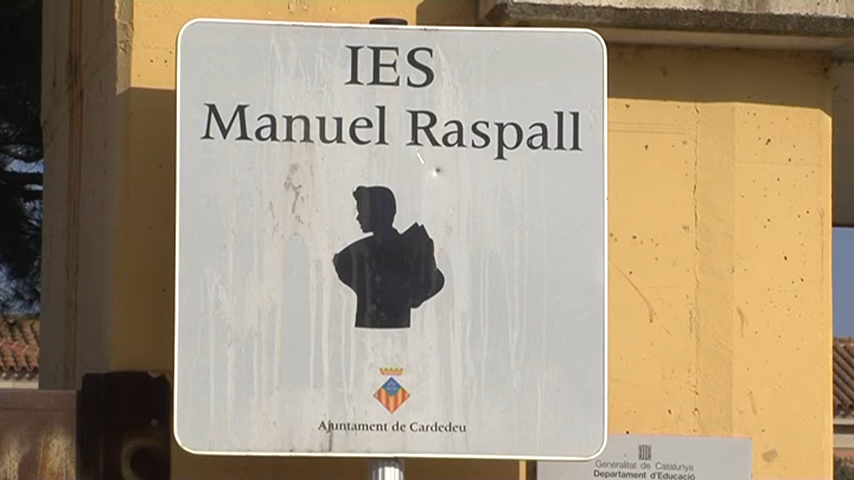 IES
Manuel Raspall
Ajuntament de Cardedeu
Generalitat de Catalunya
Departament d'Educació